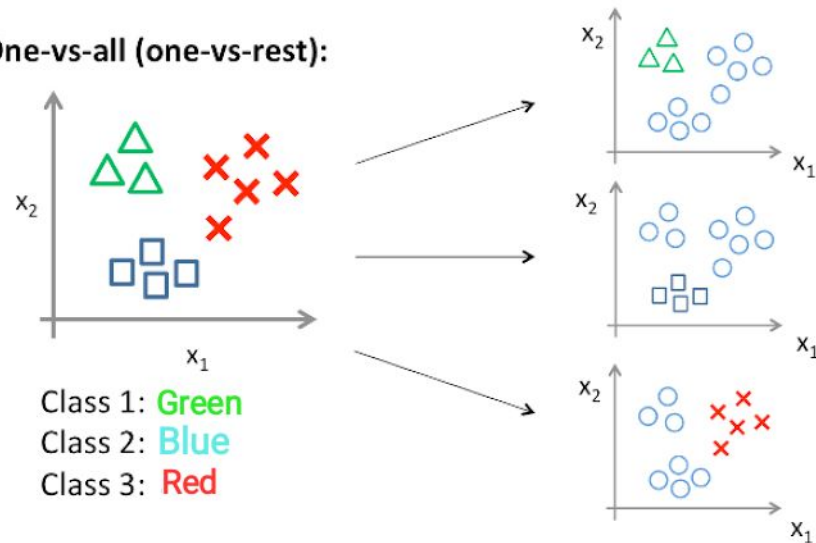 One-vs-all (one-vs-rest):
x2
x1
Class 1: Green
Class 2: Blue
Class 3: Red
x2
x1
x2
x1
x2
x1